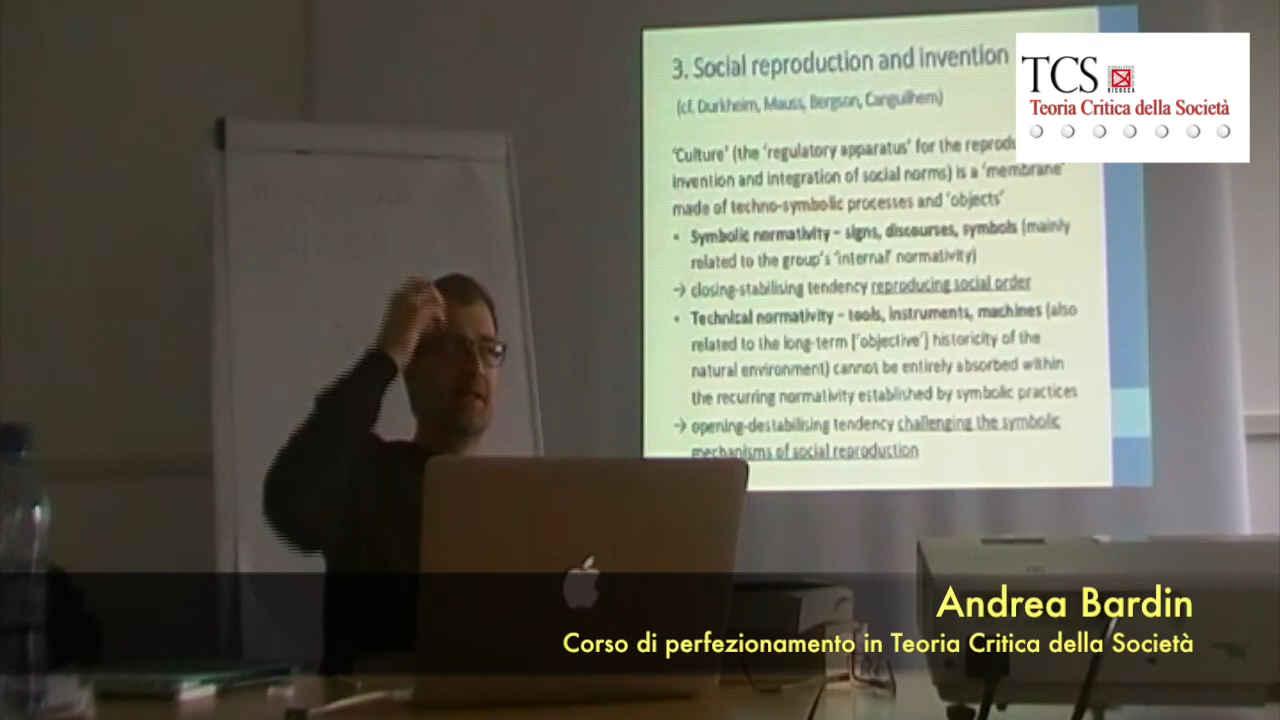 3. Social reproduction and invention
(cf. Durkheim, Mauss, Bergson, Canguilhem)
'Culture' (the 'regulatory apparatus' for the
invention and integration of social norms) is a 'membrane'
made of techno-symbolic processes and 'objects'
• Symbolic normativity – signs, discourses, symbols (mainly
related to the group's 'internal' normativity)
→ closing-stabilising tendency reproducing social order
• Technical normativity – tools, instruments, machines (also
related to the long-term ['objective'] historicity of the
natural environment) cannot be entirely absorbed within
the recurring normativity established by symbolic practices
→ opening-destabilising tendency challenging the symbolic
mechanisms of social reproduction
TCS
BICOCCA
Teoria Critica della Società
Andrea Bardin
Corso di perfezionamento in Teoria Critica della Società